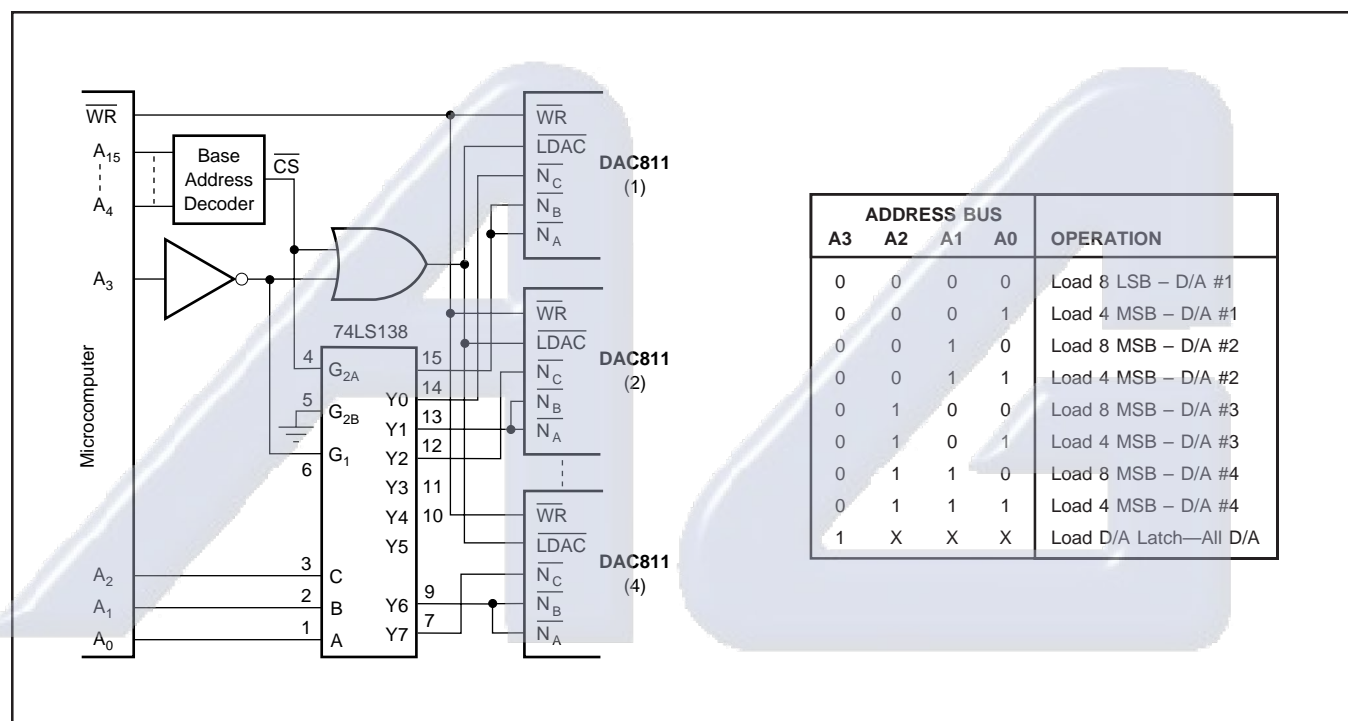 WR
A15
A4
A3
Microcomputer
A2
A1
A0
Base
Address
Decoder
CS
74LS138
4
G2A
5
G2B
G1
6
3
C
2
B
1
A
15
14
Y0
13
Y1
12
Y2
Y3
11
Y4
10
Y5
Y6
9
Y7
7
WR
LDAC
NC
NB
NA
DAC811
(1)
WR
LDAC
NC
NB
NA
DAC811
(2)
WR
LDAC
NC
NB
NA
DAC811
(4)
ADDRESS BUS
A3 A2 A1 A0 OPERATION
0 0 0 0 Load 8 LSB – D/A #1
0 0 0 1 Load 4 MSB – D/A #1
0 0 1 0 Load 8 MSB – D/A #2
0 0 1 1 Load 4 MSB – D/A #2
0 1 0 0 Load 8 MSB – D/A #3
0 1 0 1 Load 4 MSB – D/A #3
0 1 1 0 Load 8 MSB – D/A #4
0 1 1 1 Load 4 MSB – D/A #4
1 X X X Load D/A Latch—All D/A